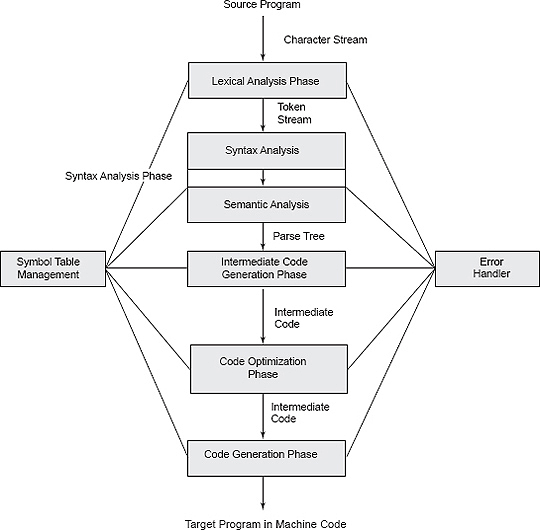 Source Program
Character Stream
Lexical Analysis Phase
Token
Stream
Syntax Analysis
Syntax Analysis Phase
Semantic Analysis
Parse Tree
Symbol Table
Management
Intermediate Code
Generation Phase
Error
Handler
Intermediate
Code
Code Optimization
Phase
Intermediate
Code
Code Generation Phase
Target Program in Machine Code